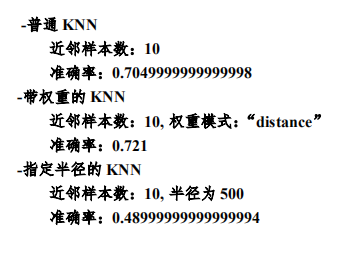 -普通 KNN
近邻样本数：10
准确率：0.7049999999999998
-带权重的 KNN
近邻样本数：10, 权重模式：“distance”
准确率：0.721
-指定半径的 KNN
近邻样本数：10, 半径为 500
准确率：0.48999999999999994